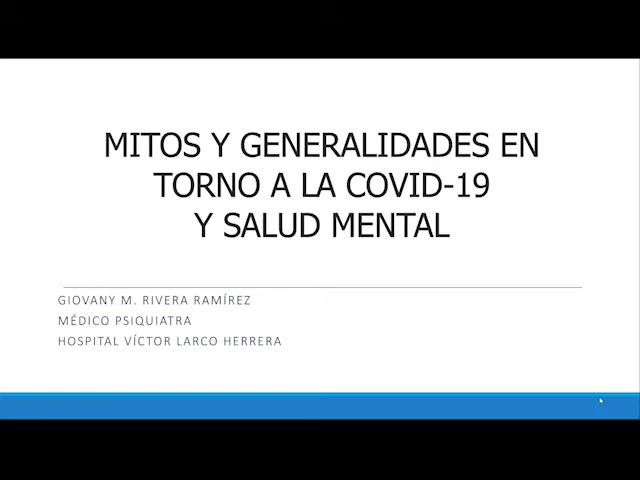 MITOS Y GENERALIDADES EN
TORNO A LA COVID-19
Y SALUD MENTAL
GIOVANY M. RIVERA RAMÍREZ
MÉDICO PSIQUIATRA
HOSPITAL VÍCTOR LARCO HERRERA